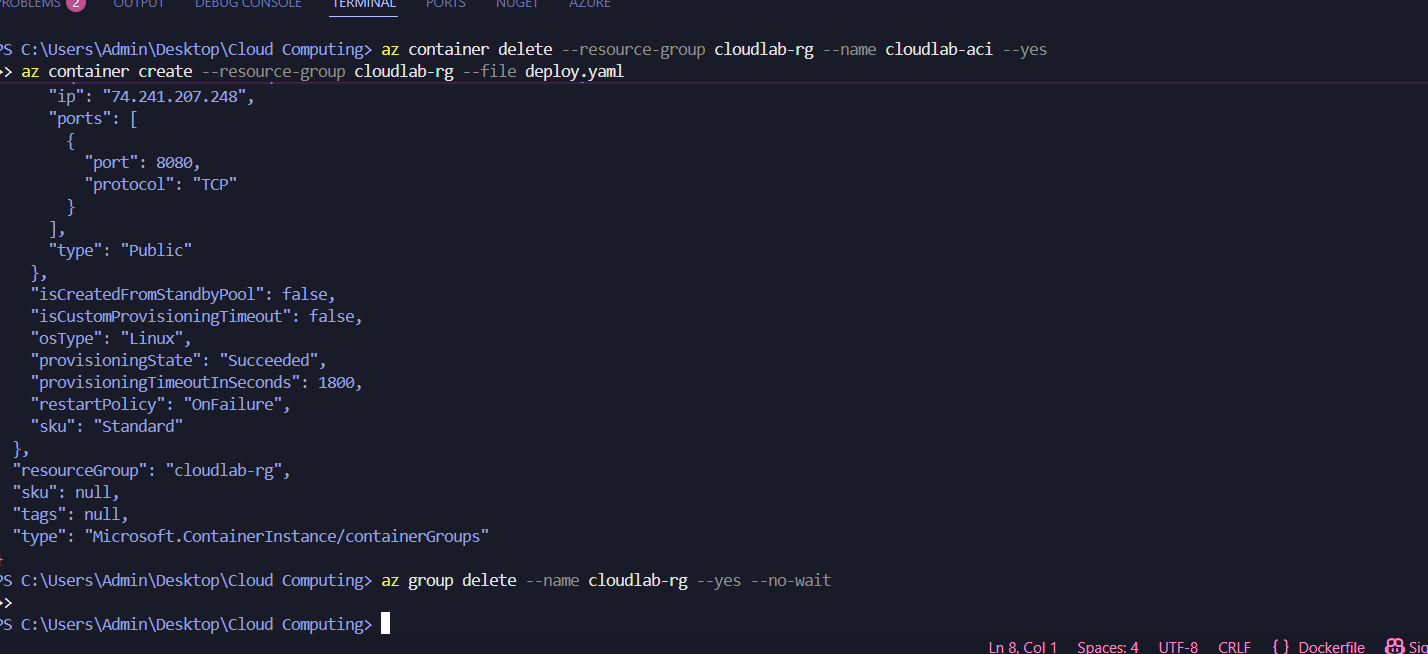 PROBLEMS 2 OUTPUT DEBUG CONSOLE TERMINAL PORTS NUGET AZURE
PS C:\Users\Admin\Desktop\Cloud Computing> az container delete --resource-group cloudlab-rg --name cloudlab-aci --yes
>> az container create --resource-group cloudlab-rg --file deploy.yaml
"ip": "74.241.207.248",
"ports": [
{
"port": 8080,
"protocol": "TCP"
}
],
"type": "Public"
},
"isCreatedFromStandbyPool": false,
"isCustomProvisioningTimeout": false,
"osType": "Linux",
"provisioningState": "Succeeded",
"provisioningTimeoutInSeconds": 1800,
"restartPolicy": "OnFailure",
"sku": "Standard"
},
"resourceGroup": "cloudlab-rg",
"sku": null,
"tags": null,
"type": "Microsoft.ContainerInstance/containerGroups"
}
PS C:\Users\Admin\Desktop\Cloud Computing> az group delete --name cloudlab-rg --yes --no-wait
>>
PS C:\Users\Admin\Desktop\Cloud Computing>
Ln 8, Col 1 Spaces: 4 UTF-8 CRLF { } Dockerfile